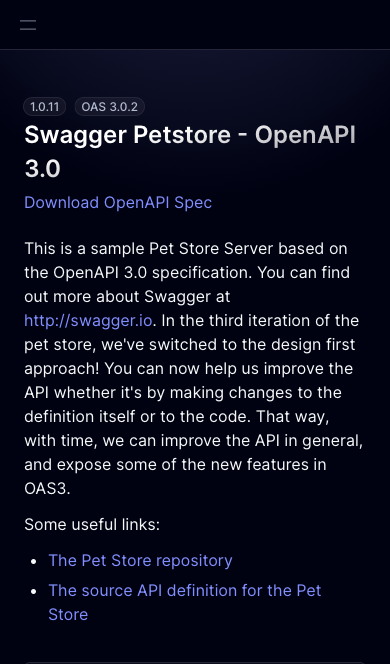 1.0.11 OAS 3.0.2
Swagger Petstore - OpenAPI
3.0
Download OpenAPI Spec
This is a sample Pet Store Server based on
the OpenAPI 3.0 specification. You can find
out more about Swagger at
http://swagger.io. In the third iteration of the
pet store, we've switched to the design first
approach! You can now help us improve the
API whether it's by making changes to the
definition itself or to the code. That way,
with time, we can improve the API in general,
and expose some of the new features in
OAS3.
Some useful links:
• The Pet Store repository
• The source API definition for the Pet
Store